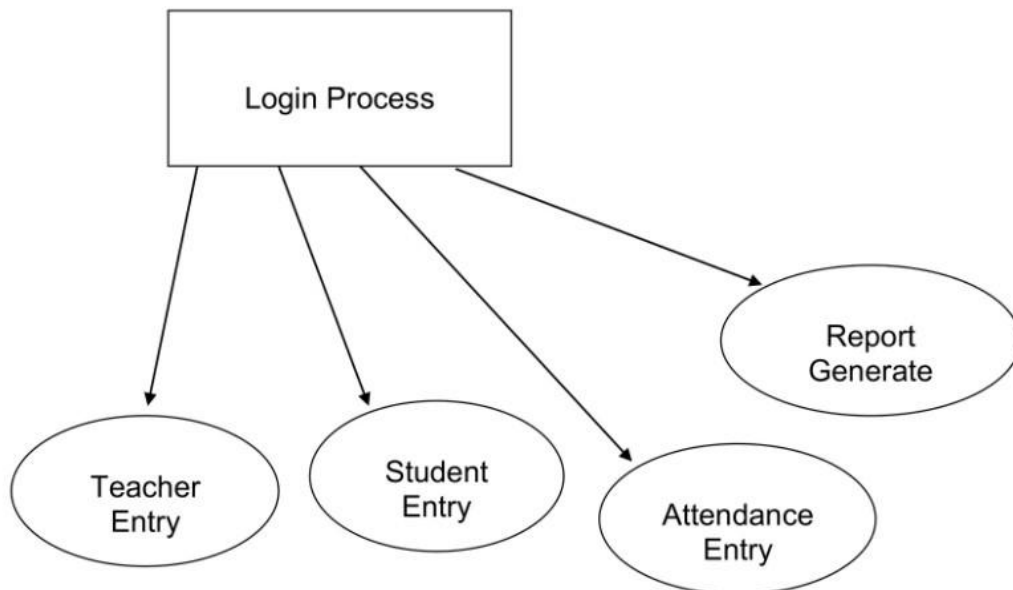 Login Process
Report
Generate
Teacher
Entry
Student
Entry
Attendance
Entry